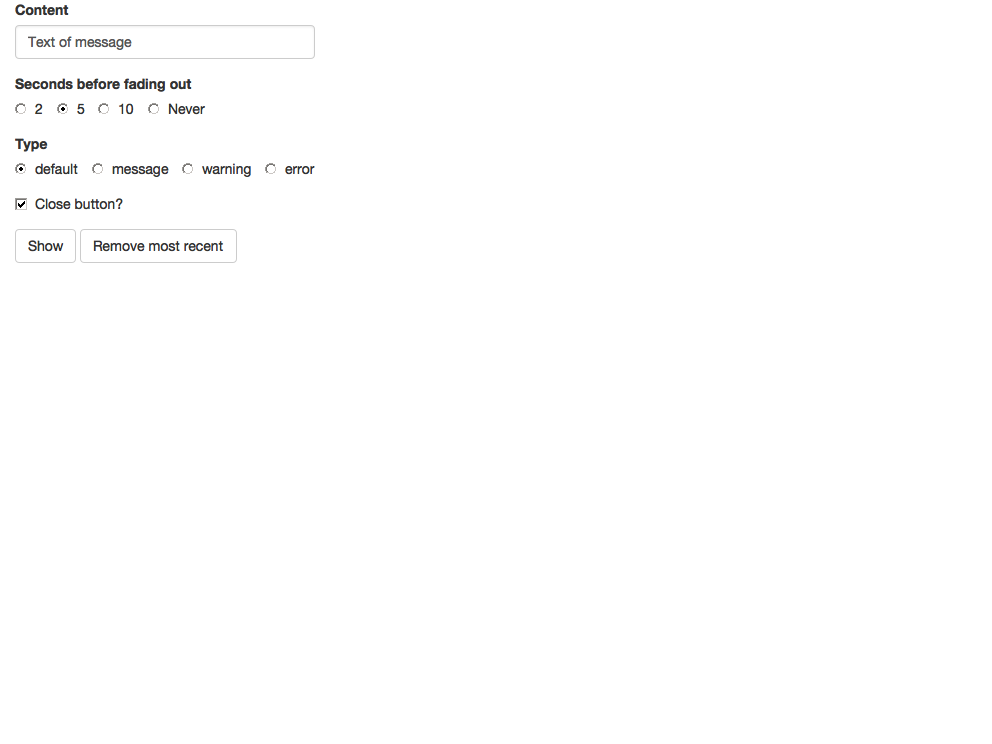 Content
Text of message
Seconds before fading out
2 5 10 Never
Type
default message warning error
Close button?
Show Remove most recent